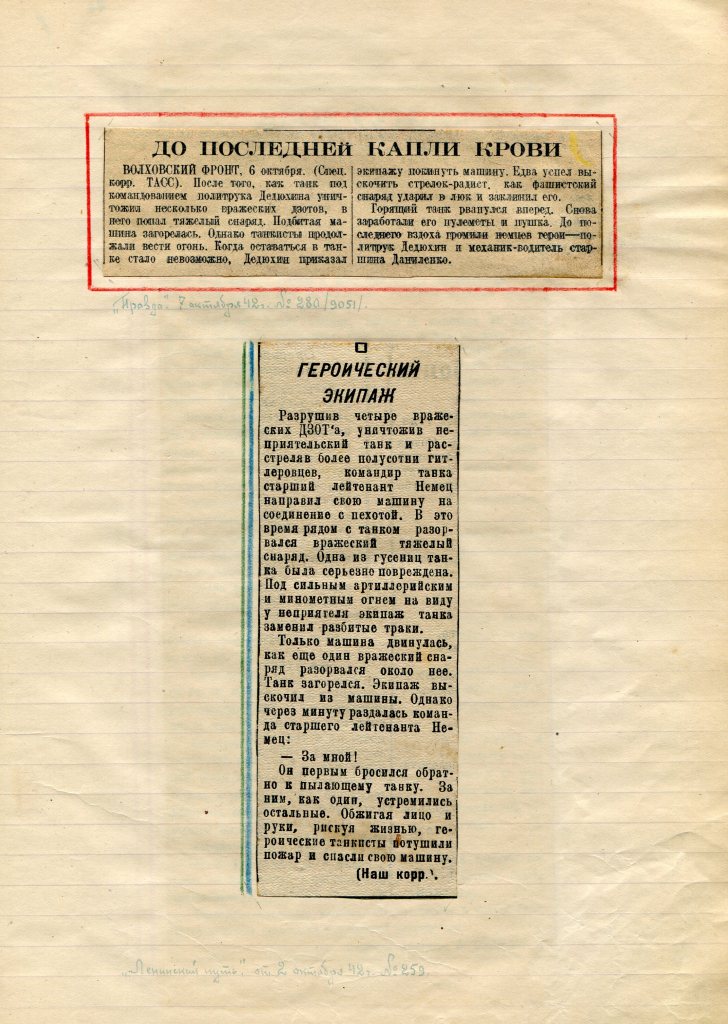 ДО ПОСЛЕДНЕЙ КАПЛИ КРОВИ
ВОЛХОВСКИЙ ФРОНТ, 6 октября. (Спец.
корр. ТАСС). После того, как танк под
командованием политрука Дедюхина унич-
тожил несколько вражеских дзотов, в
него попал тяжелый снаряд. Подбитая ма-
шина загорелась. Однако танкисты продол-
жали вести огонь. Когда оставаться в тан-
ке стало невозможно, Дедюхин приказал
экипажу покинуть машину. Едва успел вы-
скочить стрелок-радист, как фашистский
снаряд ударил в люк и заклинил его.
Горящий танк рванулся вперед. Снова
заработали его пулеметы и пушка. До по-
следнего вздоха громили немцев герои—по-
литрук Дедюхин и механик-водитель стар-
шина Даниленко.
„Правда". 7 октября 42 г. № 280/9051/.
ГЕРОИЧЕСКИЙ
ЭКИПАЖ
Разрушив четыре враже-
ских ДЗОТ'а, уничтожив не-
приятельский танк и рас-
стреляв более полусотни гит-
леровцев, командир танка
старший лейтенант Немец
направил свою машину на
соединение с пехотой. В это
время рядом с танком разор-
вался вражеский тяжелый
снаряд. Одна из гусениц тан-
ка была серьезно повреждена.
Под сильным артиллерийским
и минометным огнем на виду
у неприятеля экипаж танка
заменил разбитые траки.
Только машина двинулась,
как еще один вражеский сна-
ряд разорвался около нее.
Танк загорелся. Экипаж вы-
скочил из машины. Однако
через минуту раздалась коман-
да старшего лейтенанта Не-
мец:
— За мной!
Он первым бросился обрат-
но к пылающему танку. За
ним, как один, устремились
остальные. Обжигая лицо и
руки, рискуя жизнью, ге-
роические танкисты потушили
пожар и спасли свою машину.
(Наш корр.).
„Ленинский путь". от 2 октября 42 г. № 259.